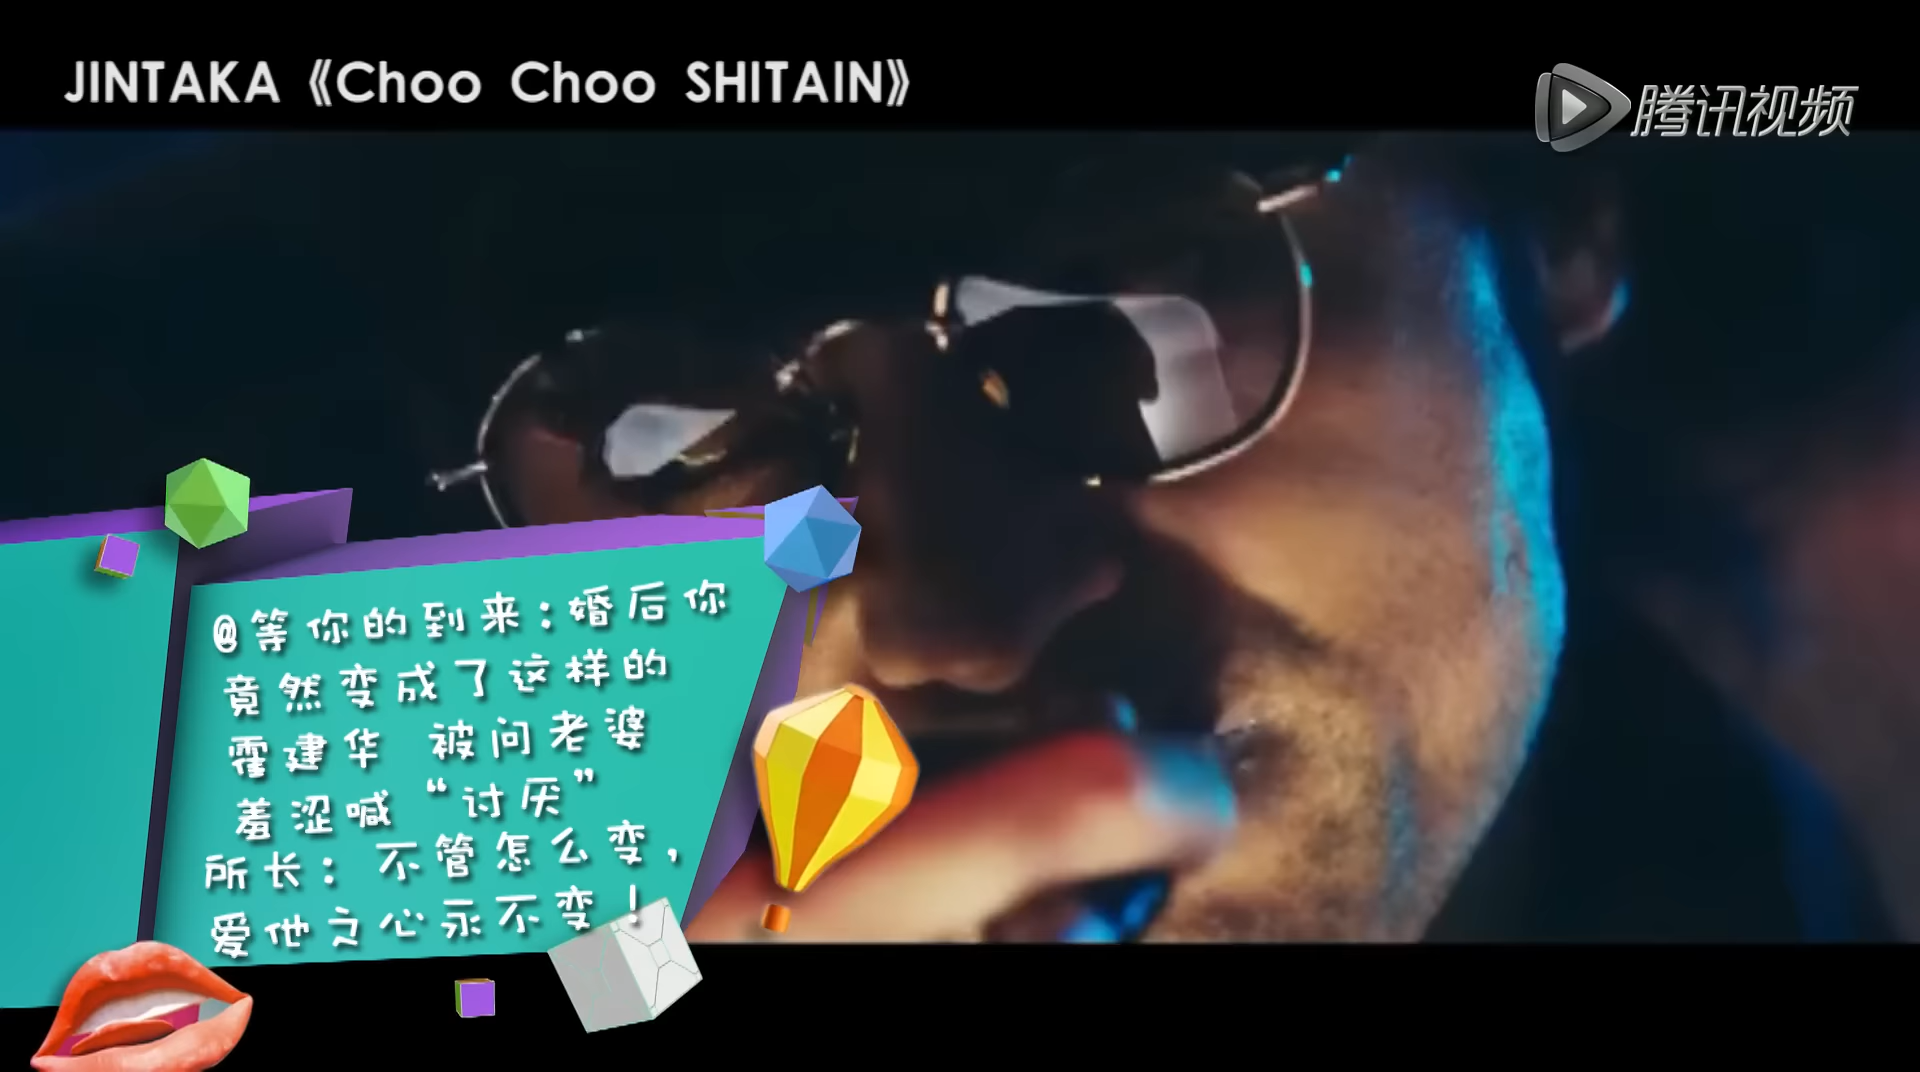 JINTAKA《Choo Choo SHITAIN》
腾讯视频
@等你的到来:婚后你
竟然变成了这样的
霍建华 被问老婆
羞涩喊“讨厌”
所长：不管怎么变，
爱他之心永不变！